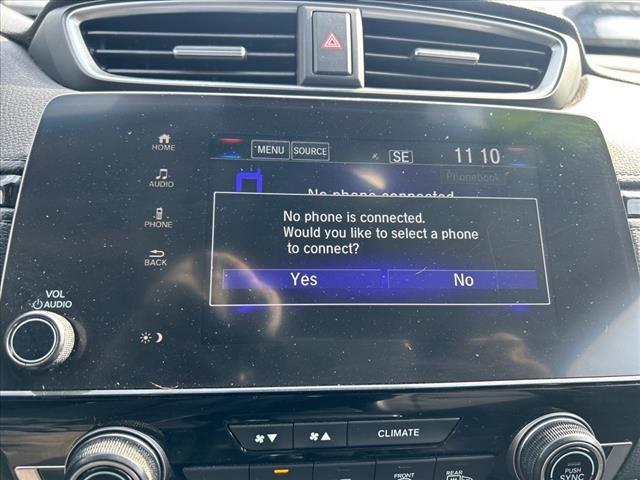 HOME
MENU SOURCE
SE
11 10
AUDIO
Phonebook
No phone connected
PHONE
No phone is connected.
Would you like to select a phone
to connect?
BACK
Yes No
VOL
AUDIO
CLIMATE
FRONT
REAR
PUSH
SYNC